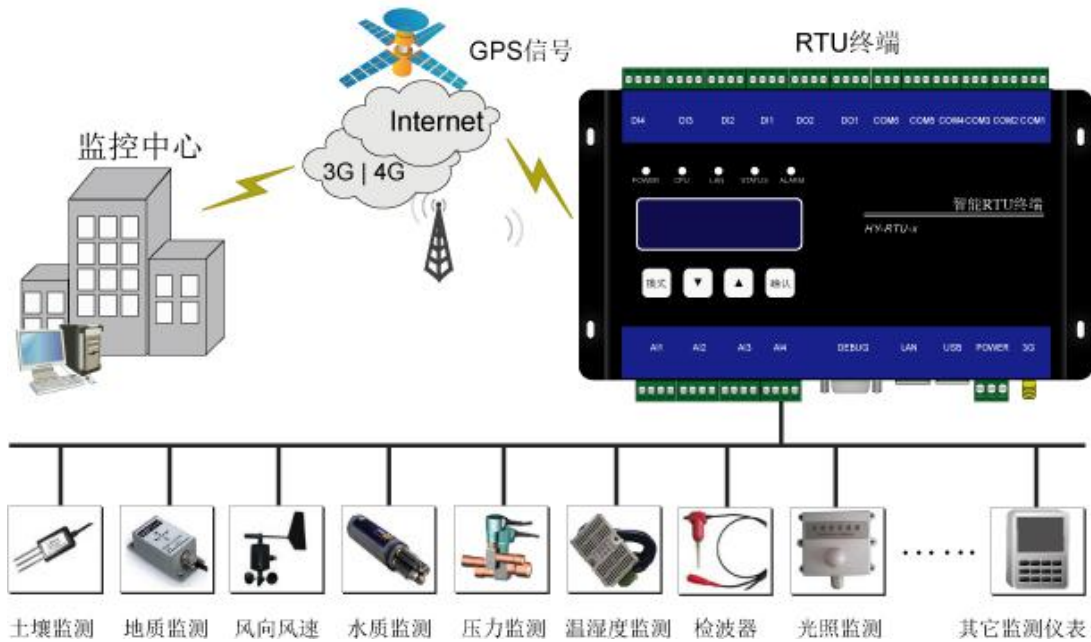 GPS信号
RTU终端
Internet
3G | 4G
监控中心
DI4 DI3 DI2 DI1 DO2 DO1 COM6 COM5 COM4 COM3 COM2 COM1
POWER CPU LAN STATUS ALARM
智能RTU终端
HY-RTU-x
模式 ▼ ▲ 确认
AI1 AI2 AI3 AI4 DEBUG LAN USB POWER 3G
土壤监测 地质监测 风向风速 水质监测 压力监测 温湿度监测 检波器 光照监测 其它监测仪表